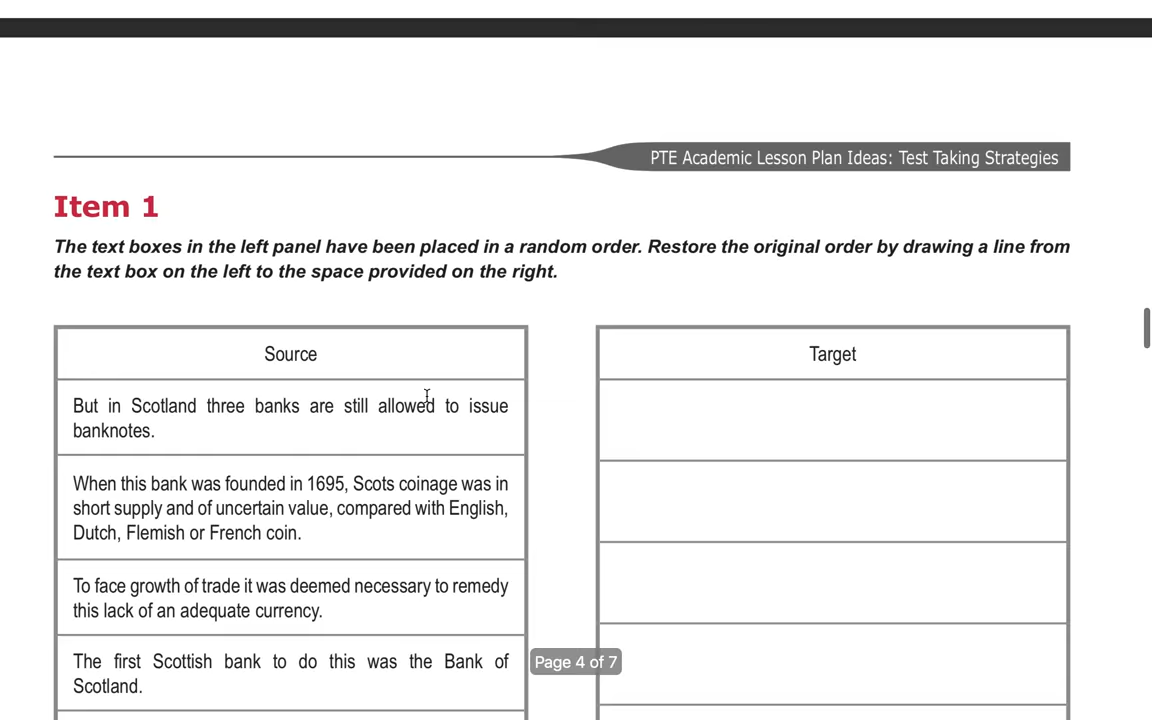 PTE Academic Lesson Plan Ideas: Test Taking Strategies
Item 1
The text boxes in the left panel have been placed in a random order. Restore the original order by drawing a line from
the text box on the left to the space provided on the right.
Source
But in Scotland three banks are still allowed to issue
banknotes.
When this bank was founded in 1695, Scots coinage was in
short supply and of uncertain value, compared with English,
Dutch, Flemish or French coin.
To face growth of trade it was deemed necessary to remedy
this lack of an adequate currency.
The first Scottish bank to do this was the Bank of
Scotland.
Target
Page 4 of 7